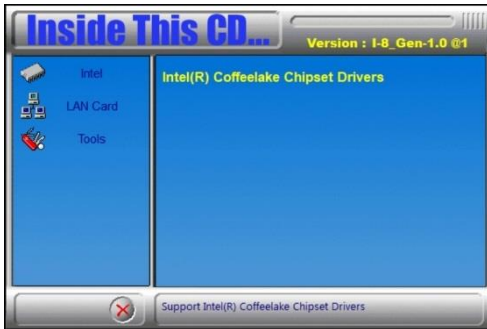 Inside This CD...
Version : I-8_Gen-1.0 @1
Intel
LAN Card
Tools
Intel(R) Coffeelake Chipset Drivers
Support Intel(R) Coffeelake Chipset Drivers